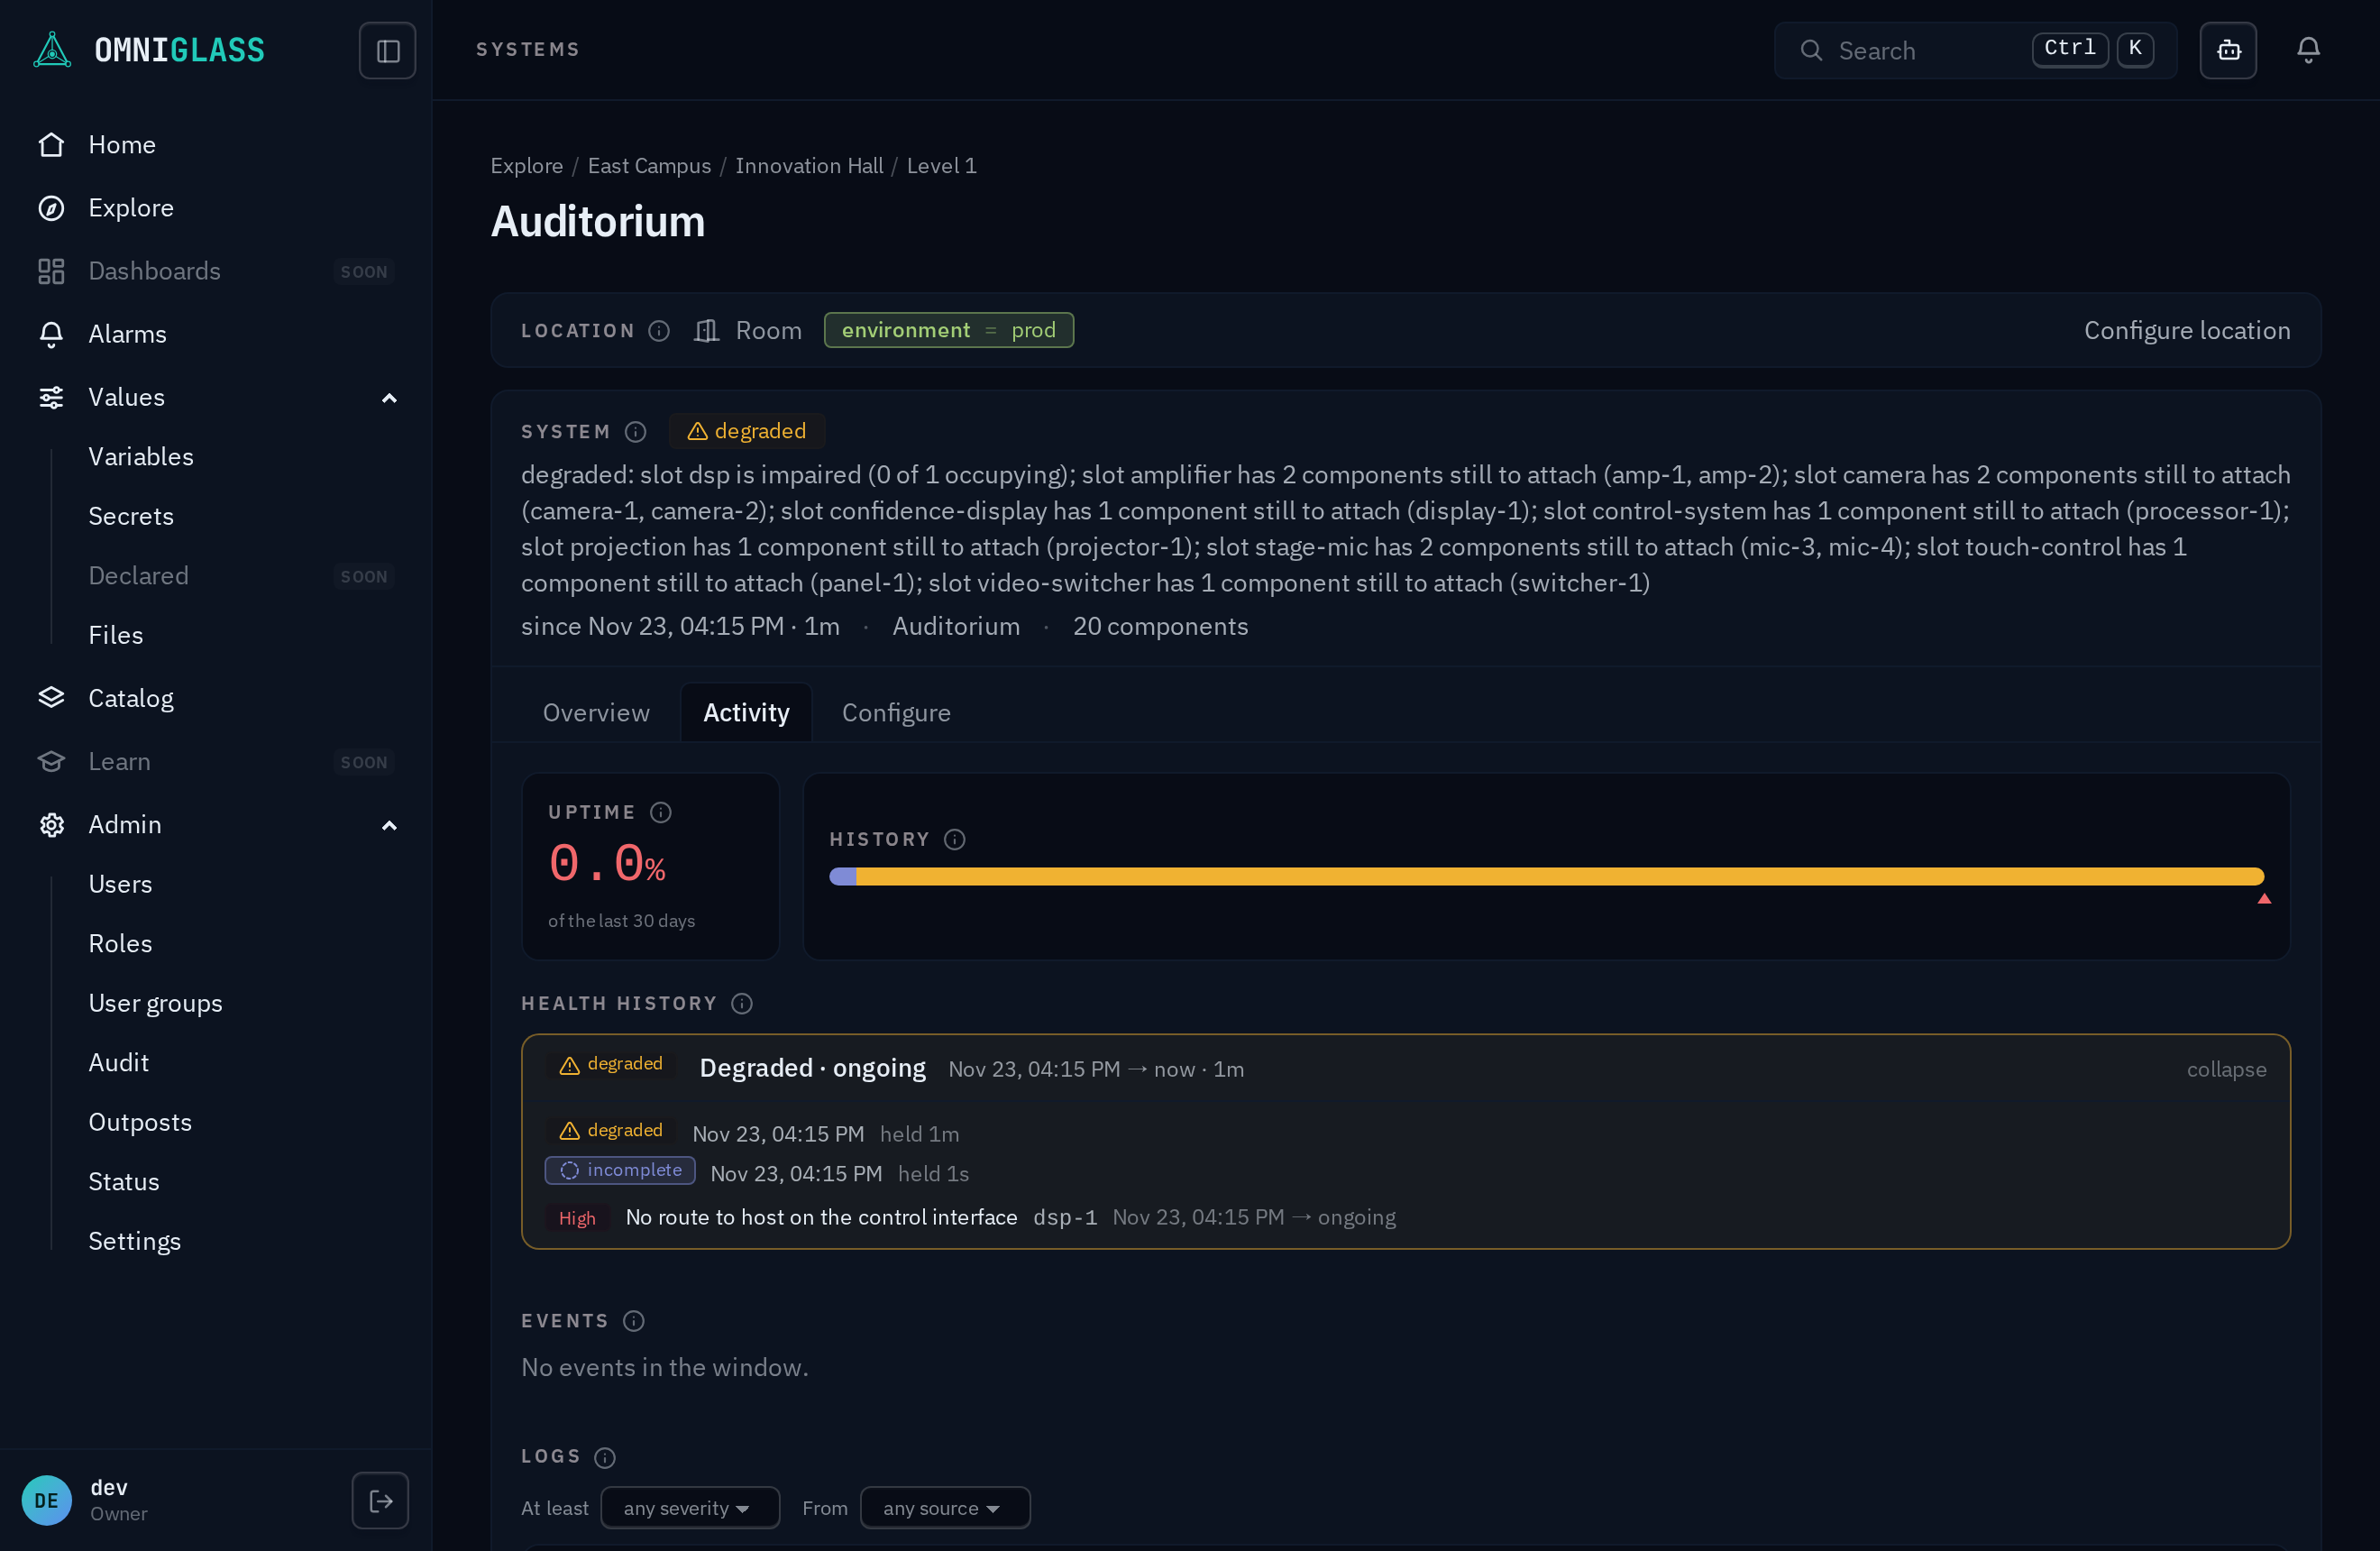 OMNIGLASS
SYSTEMS
Search
Ctrl
K
Home
Explore
Dashboards
SOON
Alarms
Values
Variables
Secrets
Declared
SOON
Files
Catalog
Learn
SOON
Admin
Users
Roles
User groups
Audit
Outposts
Status
Settings
DE
dev
Owner
Explore / East Campus / Innovation Hall / Level 1
Auditorium
LOCATION
Room
environment = prod
Configure location
SYSTEM
degraded
degraded: slot dsp is impaired (0 of 1 occupying); slot amplifier has 2 components still to attach (amp-1, amp-2); slot camera has 2 components still to attach
(camera-1, camera-2); slot confidence-display has 1 component still to attach (display-1); slot control-system has 1 component still to attach (processor-1);
slot projection has 1 component still to attach (projector-1); slot stage-mic has 2 components still to attach (mic-3, mic-4); slot touch-control has 1
component still to attach (panel-1); slot video-switcher has 1 component still to attach (switcher-1)
since Nov 23, 04:15 PM · 1m · Auditorium · 20 components
Overview
Activity
Configure
UPTIME
0.0%
of the last 30 days
HISTORY
HEALTH HISTORY
degraded Degraded · ongoing Nov 23, 04:15 PM → now · 1m
collapse
degraded Nov 23, 04:15 PM held 1m
incomplete Nov 23, 04:15 PM held 1s
High No route to host on the control interface dsp-1 Nov 23, 04:15 PM → ongoing
EVENTS
No events in the window.
LOGS
At least any severity From any source